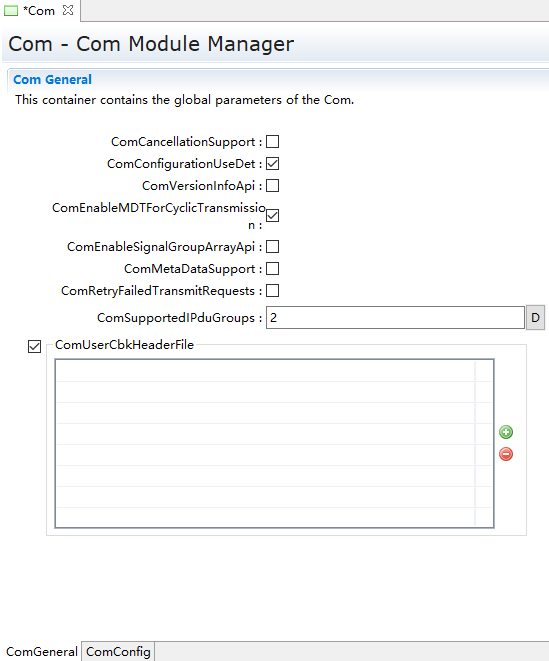 *Com
Com - Com Module Manager
Com General
This container contains the global parameters of the Com.
ComCancellationSupport :
ComConfigurationUseDet :
ComVersionInfoApi :
ComEnableMDTForCyclicTransmissio
n :
ComEnableSignalGroupArrayApi :
ComMetaDataSupport :
ComRetryFailedTransmitRequests :
ComSupportedIPduGroups : 2 D
ComUserCbkHeaderFile
ComGeneral ComConfig